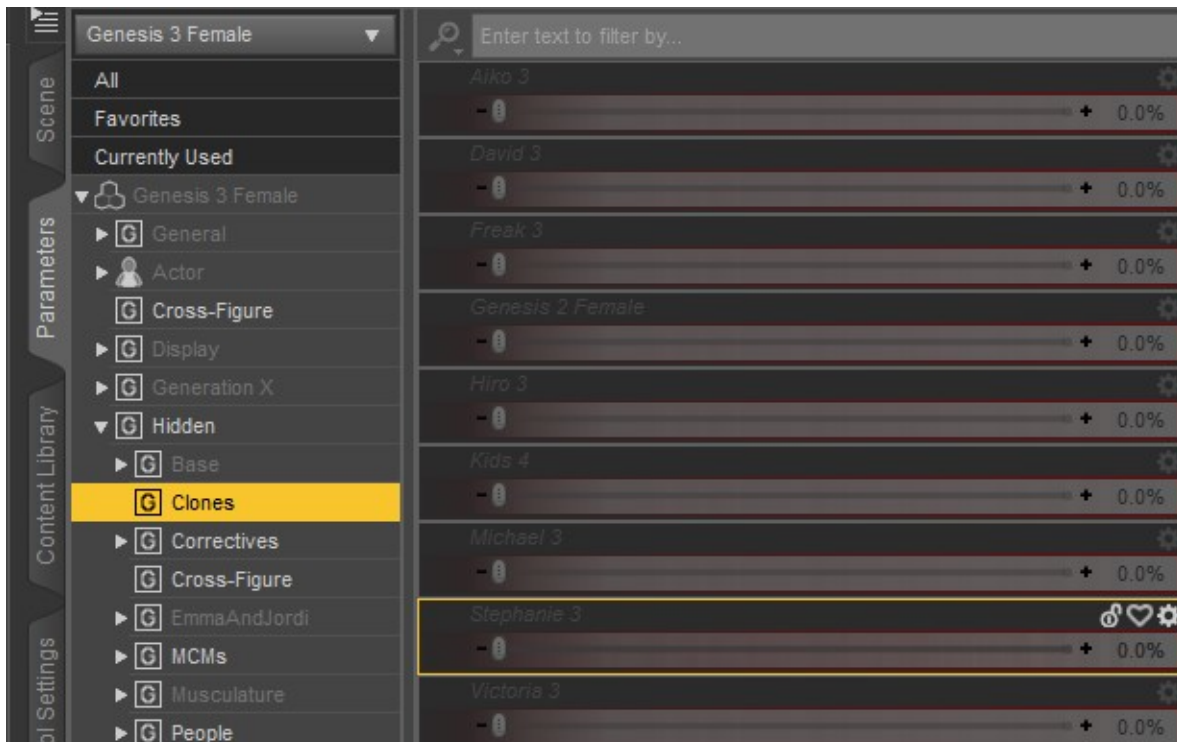 Genesis 3 Female
Enter text to filter by...
Scene
Parameters
Content Library
ol Settings
All
Favorites
Currently Used
Genesis 3 Female
G General
Actor
G Cross-Figure
G Display
G Generation X
G Hidden
G Base
G Clones
G Correctives
G Cross-Figure
G EmmaAndJordi
G MCMs
G Musculature
G People
Aiko 3
- + 0.0%
David 3
- + 0.0%
Freak 3
- + 0.0%
Genesis 2 Female
- + 0.0%
Hiro 3
- + 0.0%
Kids 4
- + 0.0%
Michael 3
- + 0.0%
Stephanie 3
- + 0.0%
Victoria 3
- + 0.0%